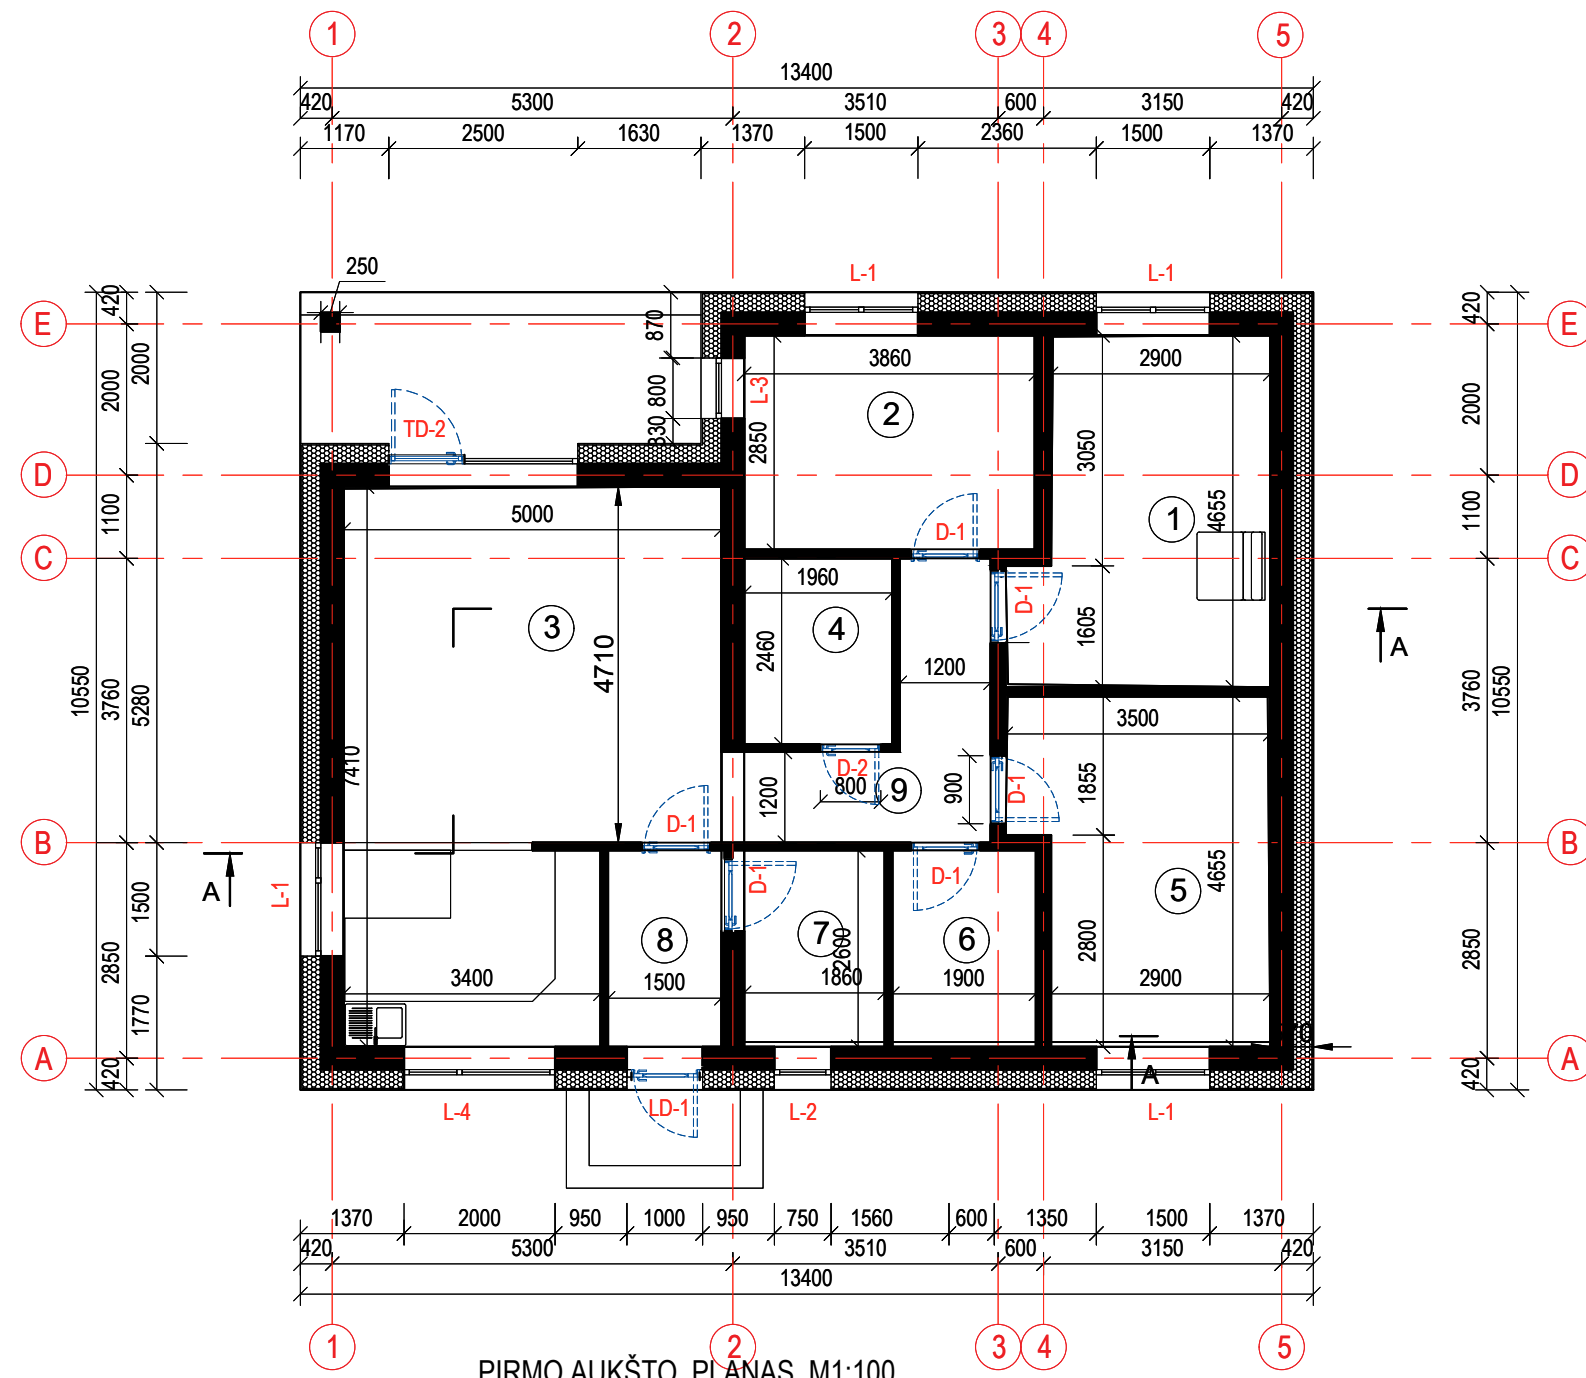 1 2 3 4 5
13400
420 5300 3510 600 3150 420
1170 2500 1630 1370 1500 2360 1500 1370
250
L-1 L-1
E 420 870 420 E
2000 2000 800 L-3 3860 2900 2000
TD-2 330 2850 2 3050
D D
1100 5000 D-1 1 4655 1100
C C
1960 D-1
3 4 1605
4710 2460 1200 A
10550 3760 5280 3760 10550
3500
7410 D-2 D-1 1855
1200 800 9 900
D-1
B B
A L-1 D-1 D-1 4655
1500 8 7 6 5
2850 2600 2800 2850
3400 1500 1860 1900 2900
1770
A A
420 A 420
L-4 LD-1 L-2 L-1
1370 2000 950 1000 950 750 1560 600 1350 1500 1370
420 5300 3510 600 3150 420
13400
1 2 3 4 5
PIRMO AUKŠTO PLANAS M1:100